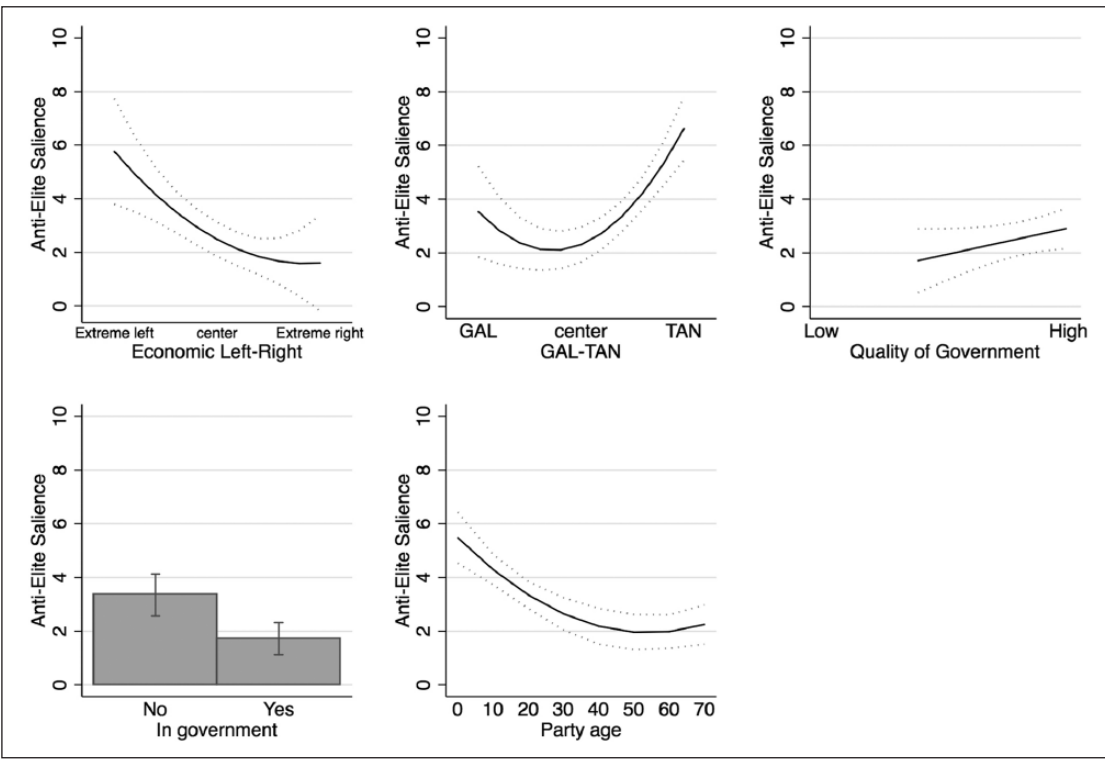 Anti-Elite Salience
10
8
6
4
2
0
Extreme left center Extreme right
Economic Left-Right
Anti-Elite Salience
10
8
6
4
2
0
GAL center TAN
GAL-TAN
Anti-Elite Salience
10
8
6
4
2
0
Low High
Quality of Government
Anti-Elite Salience
10
8
6
4
2
0
No Yes
In government
Anti-Elite Salience
10
8
6
4
2
0
0 10 20 30 40 50 60 70
Party age